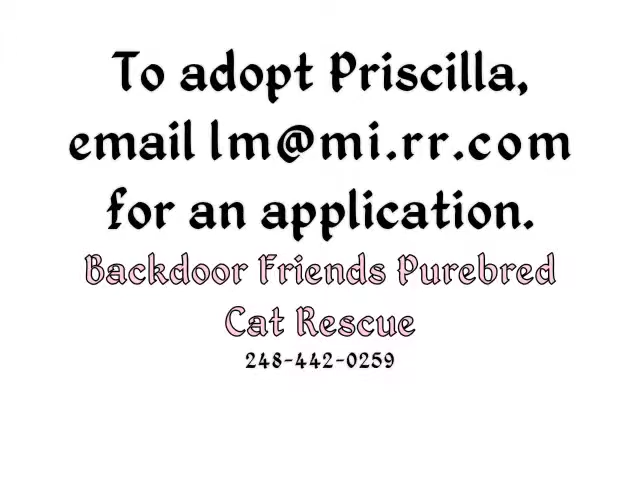 To adopt Priscilla,
email lm@mi.rr.com
for an application.
Backdoor Friends Purebred
Cat Rescue
248-442-0259